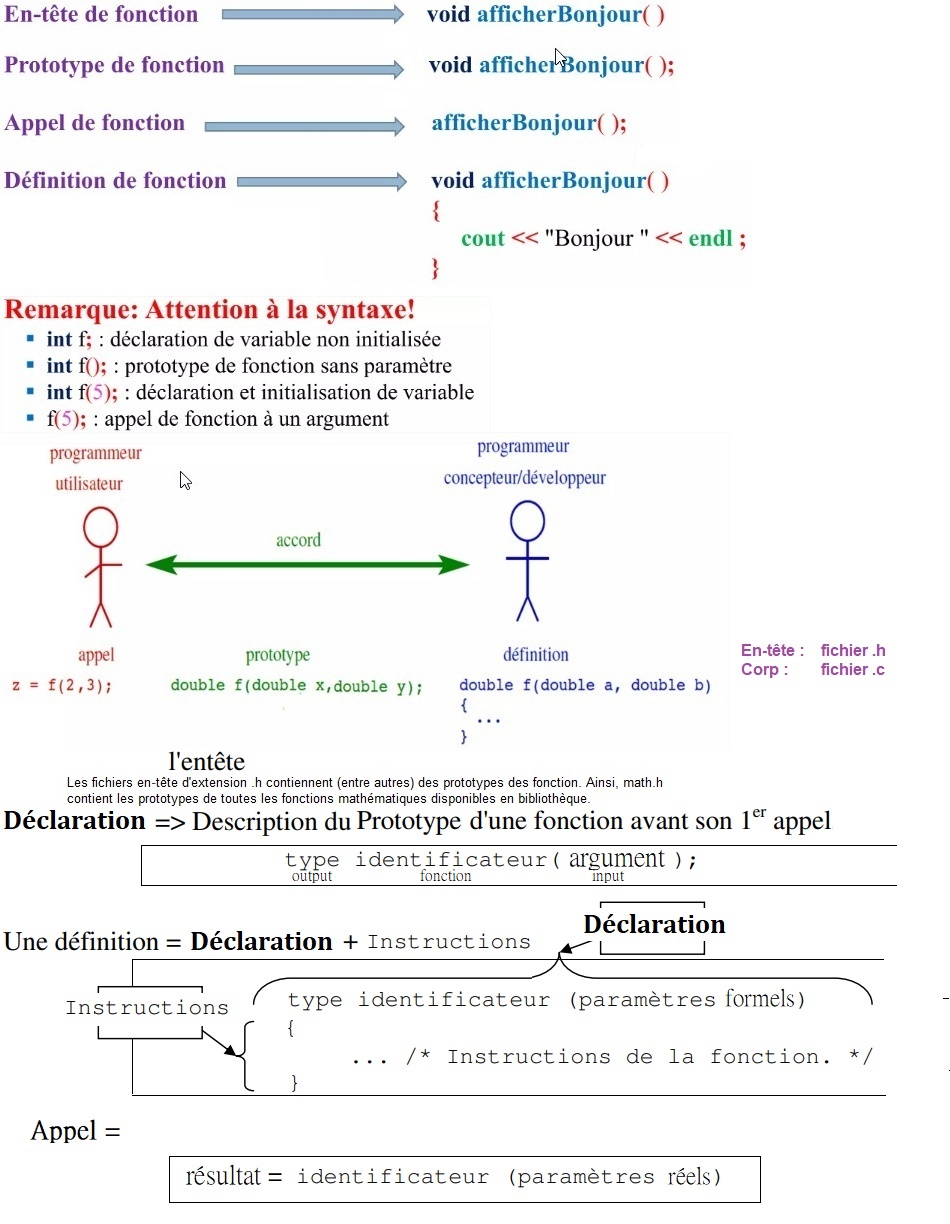 En-tête de fonction void afficherBonjour( )
Prototype de fonction void afficherBonjour( );
Appel de fonction afficherBonjour( );
Définition de fonction void afficherBonjour( )
{
cout << "Bonjour " << endl ;
}
Remarque: Attention à la syntaxe!
▪ int f; : déclaration de variable non initialisée
▪ int f(); : prototype de fonction sans paramètre
▪ int f(5); : déclaration et initialisation de variable
▪ f(5); : appel de fonction à un argument
programmeur
utilisateur
programmeur
concepteur/développeur
accord
appel
z = f(2,3);
prototype
double f(double x,double y);
définition
double f(double a, double b)
{
...
}
En-tête : fichier .h
Corp : fichier .c
l'entête
Les fichiers en-tête d'extension .h contiennent (entre autres) des prototypes des fonction. Ainsi, math.h
contient les prototypes de toutes les fonctions mathématiques disponibles en bibliothèque.
Déclaration => Description du Prototype d'une fonction avant son 1er appel
type identificateur( argument );
output fonction input
Déclaration
Une définition = Déclaration + Instructions
Instructions
type identificateur (paramètres formels)
{
... /* Instructions de la fonction. */
}
Appel =
résultat = identificateur (paramètres réels)